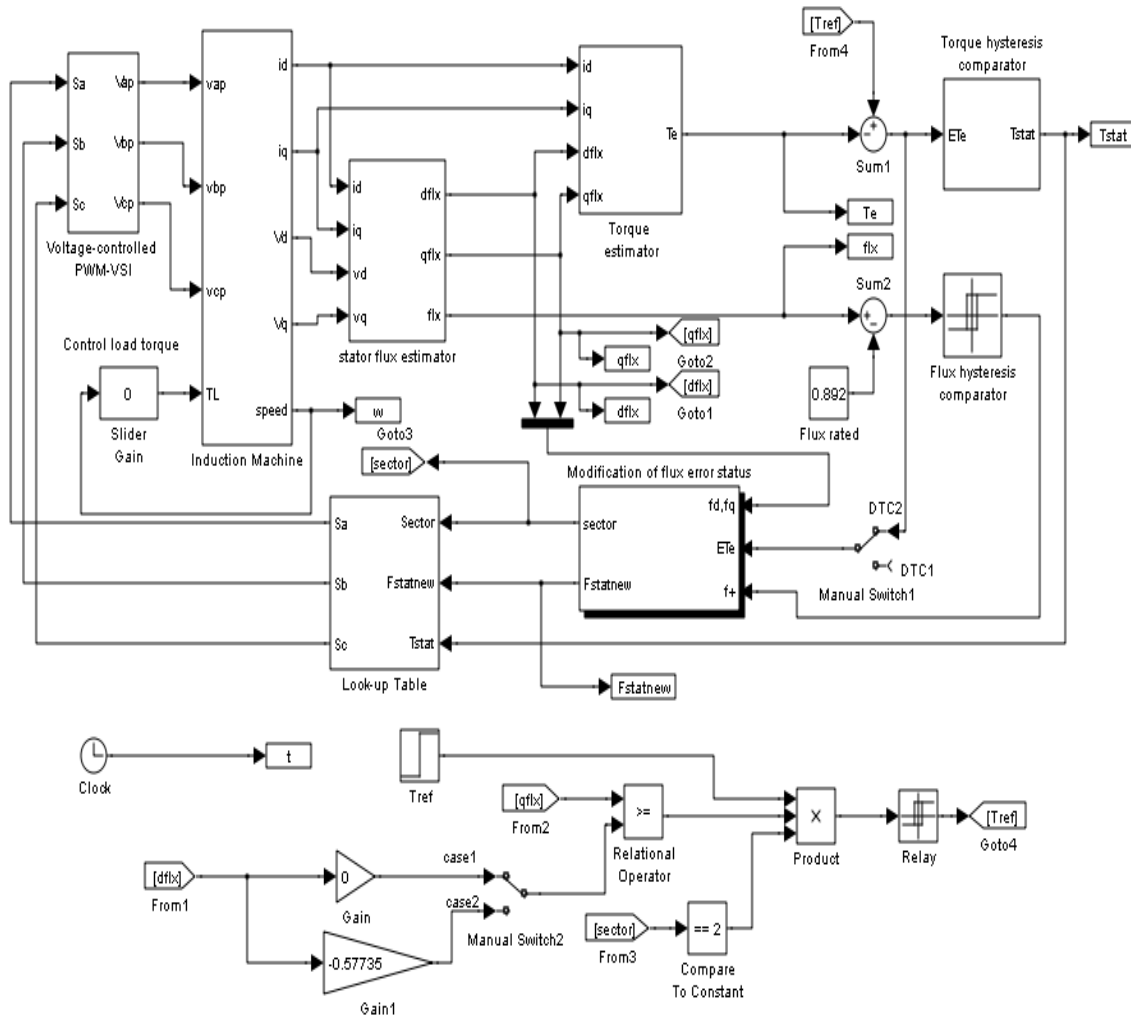 [Tref]
From4
Torque hysteresis
comparator
Sa
Sb
Sc
Vap
Vbp
Vcp
Voltage-controlled
PWM-VSI
vap
vbp
vcp
TL
id
iq
Vd
Vq
speed
Induction Machine
id
iq
vd
vq
dflx
qflx
flx
stator flux estimator
id
iq
dflx
qflx
Te
Torque
estimator
Sum1
ETe
Tstat
Tstat
Te
flx
Sum2
Flux hysteresis
comparator
0.892
Flux rated
[qflx]
Goto2
qflx
[dflx]
Goto1
dflx
Control load torque
0
Slider
Gain
w
Goto3
[sector]
Modification of flux error status
sector
Fstatnew
fd,fq
ETe
f+
DTC2
DTC1
Manual Switch1
Sa
Sb
Sc
Sector
Fstatnew
Tstat
Look-up Table
Fstatnew
Clock
t
Tref
[qflx]
From2
>=
Relational
Operator
X
Product
Relay
[Tref]
Goto4
[dflx]
From1
0
Gain
case1
case2
Manual Switch2
-0.57735
Gain1
[sector]
From3
== 2
Compare
To Constant